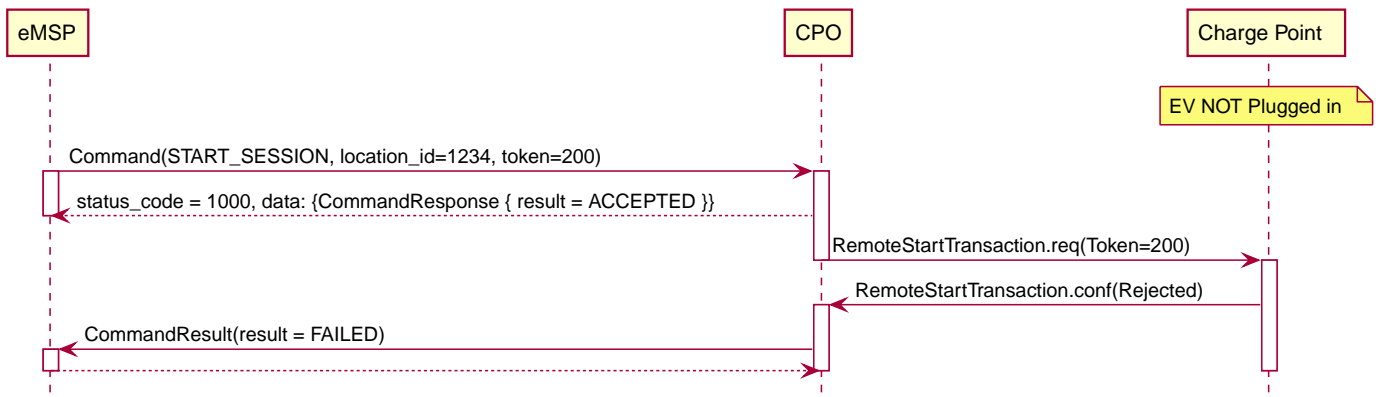 eMSP
CPO
Charge Point
EV NOT Plugged in
Command(START_SESSION, location_id=1234, token=200)
status_code = 1000, data: {CommandResponse { result = ACCEPTED }}
RemoteStartTransaction.req(Token=200)
RemoteStartTransaction.conf(Rejected)
CommandResult(result = FAILED)